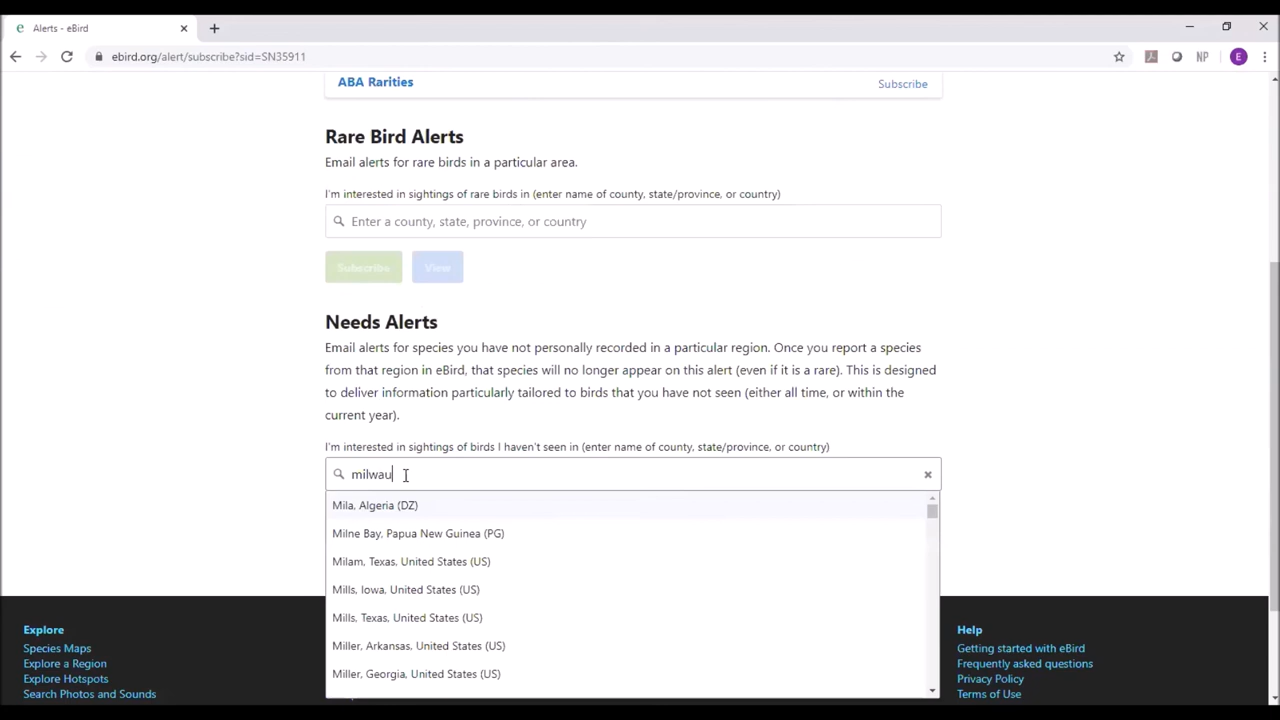 Alerts - eBird
ebird.org/alert/subscribe?sid=SN35911
NP
E
ABA Rarities
Subscribe
Rare Bird Alerts
Email alerts for rare birds in a particular area.
I'm interested in sightings of rare birds in (enter name of county, state/province, or country)
Enter a county, state, province, or country
Subscribe View
Needs Alerts
Email alerts for species you have not personally recorded in a particular region. Once you report a species
from that region in eBird, that species will no longer appear on this alert (even if it is a rare). This is designed
to deliver information particularly tailored to birds that you have not seen (either all time, or within the
current year).
I'm interested in sightings of birds I haven't seen in (enter name of county, state/province, or country)
milwau
Mila, Algeria (DZ)
Milne Bay, Papua New Guinea (PG)
Milam, Texas, United States (US)
Mills, Iowa, United States (US)
Mills, Texas, United States (US)
Miller, Arkansas, United States (US)
Miller, Georgia, United States (US)
Explore
Species Maps
Explore a Region
Explore Hotspots
Search Photos and Sounds
Help
Getting started with eBird
Frequently asked questions
Privacy Policy
Terms of Use